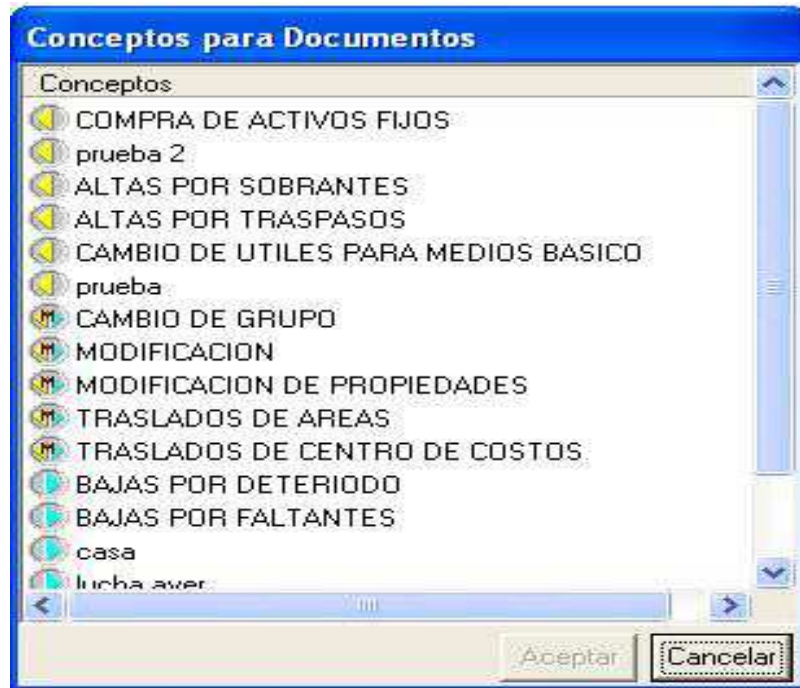 Conceptos para Documentos
Conceptos
COMPRA DE ACTIVOS FIJOS
prueba 2
ALTAS POR SOBRANTES
ALTAS POR TRASPASOS
CAMBIO DE UTILES PARA MEDIOS BASICO
prueba
CAMBIO DE GRUPO
MODIFICACION
MODIFICACION DE PROPIEDADES
TRASLADOS DE AREAS
TRASLADOS DE CENTRO DE COSTOS
BAJAS POR DETERIODO
BAJAS POR FALTANTES
casa
lucha ayer
Aceptar Cancelar